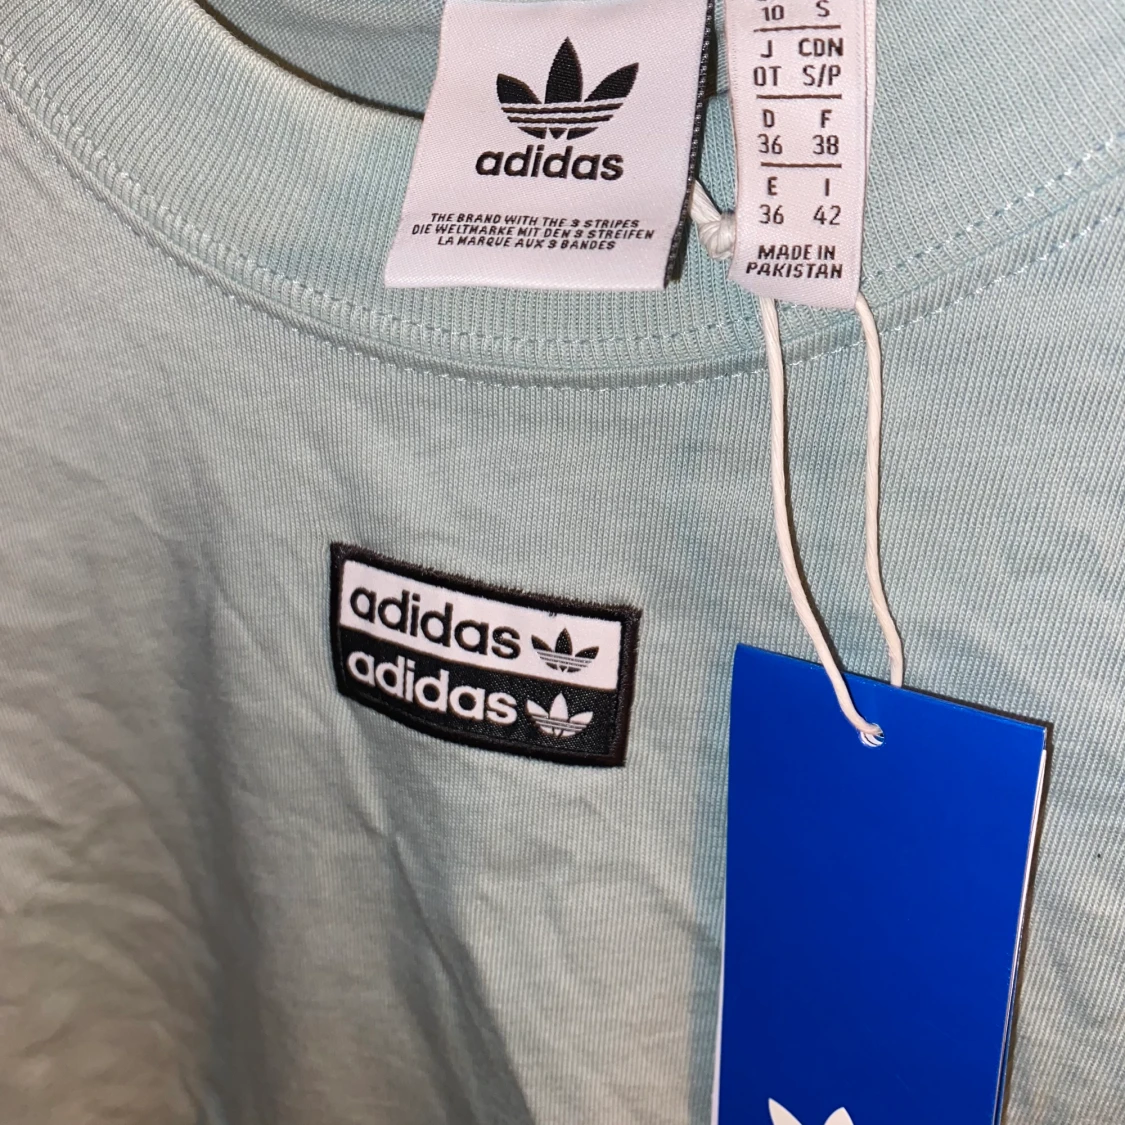 adidas
THE BRAND WITH THE 3 STRIPES
DIE WELTMARKE MIT DEN 3 STREIFEN
LA MARQUE AUX 3 BANDES
10 S
J CDN
OT S/P
D F
36 38
E I
36 42
MADE IN
PAKISTAN
adidas
adidas